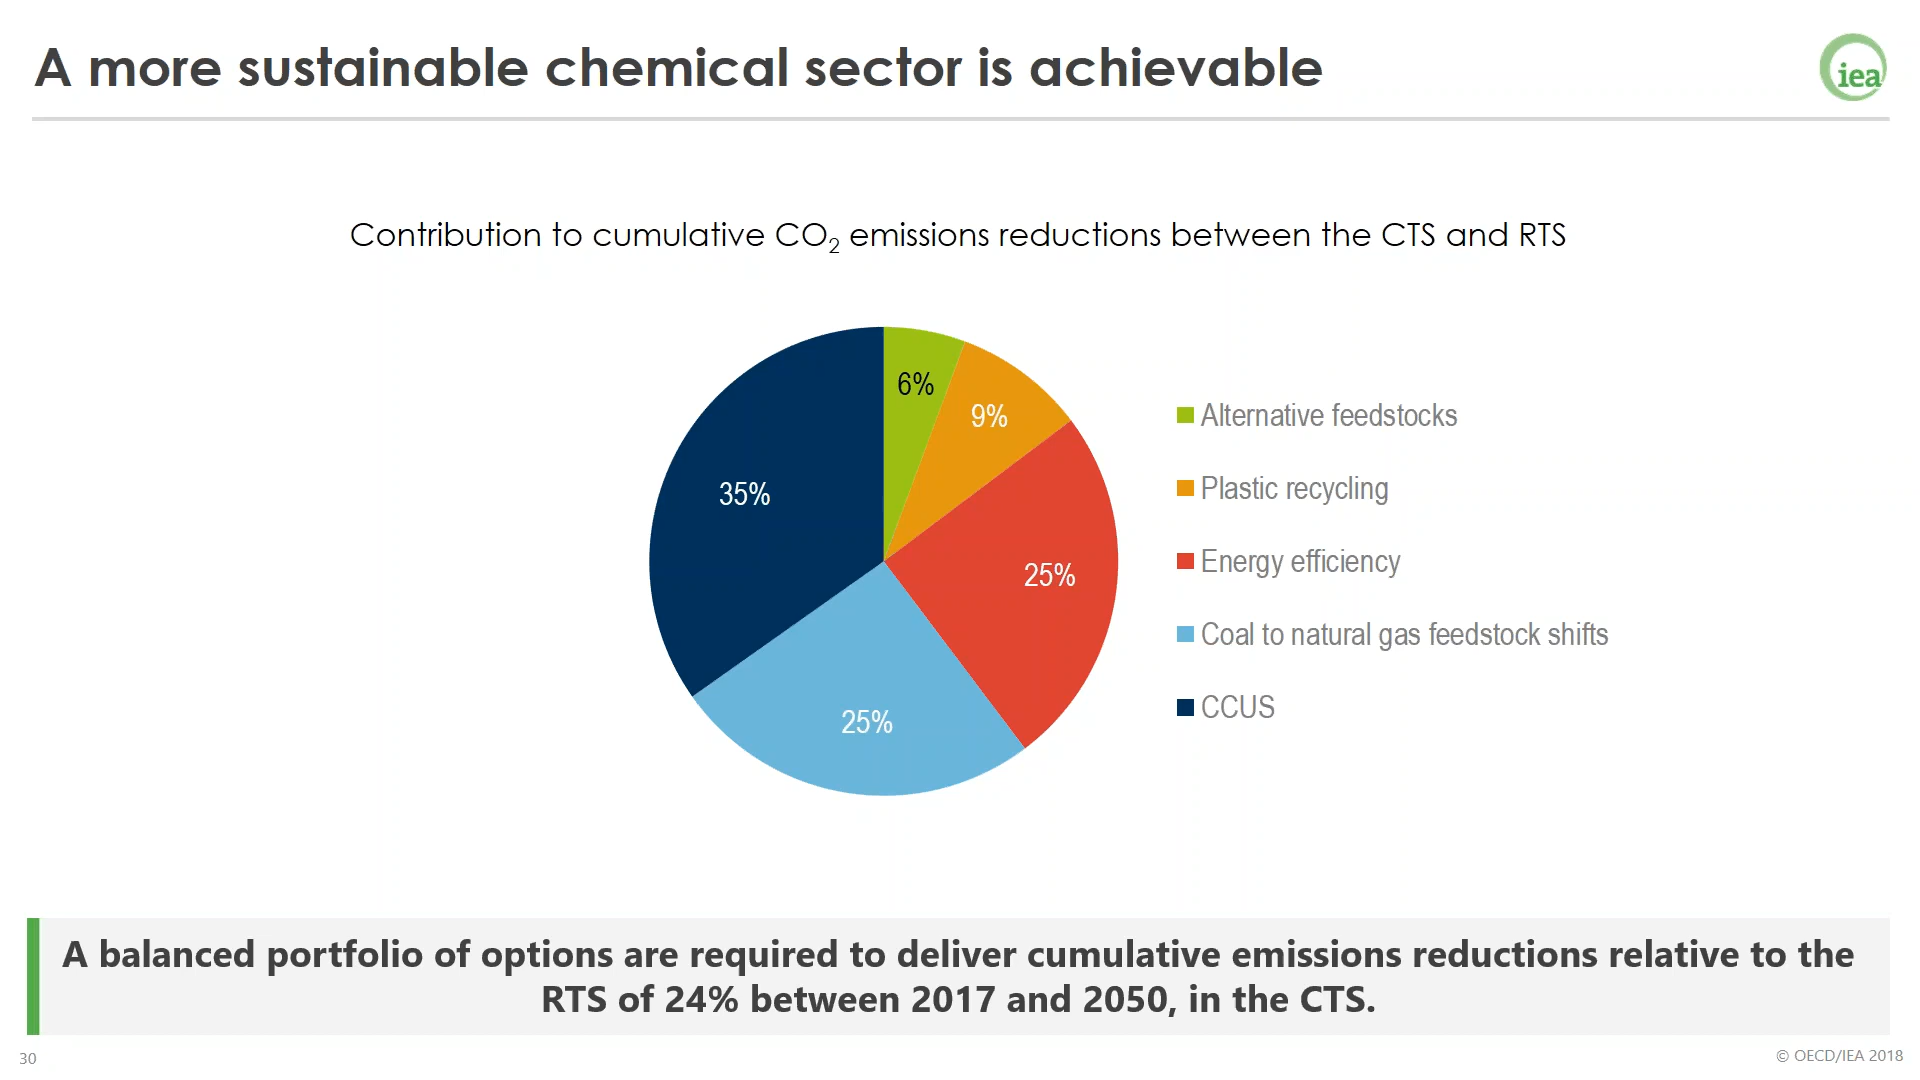 A more sustainable chemical sector is achievable
iea
Contribution to cumulative CO₂ emissions reductions between the CTS and RTS
6%
9%
35%
25%
25%
Alternative feedstocks
Plastic recycling
Energy efficiency
Coal to natural gas feedstock shifts
CCUS
A balanced portfolio of options are required to deliver cumulative emissions reductions relative to the
RTS of 24% between 2017 and 2050, in the CTS.
30
© OECD/IEA 2018